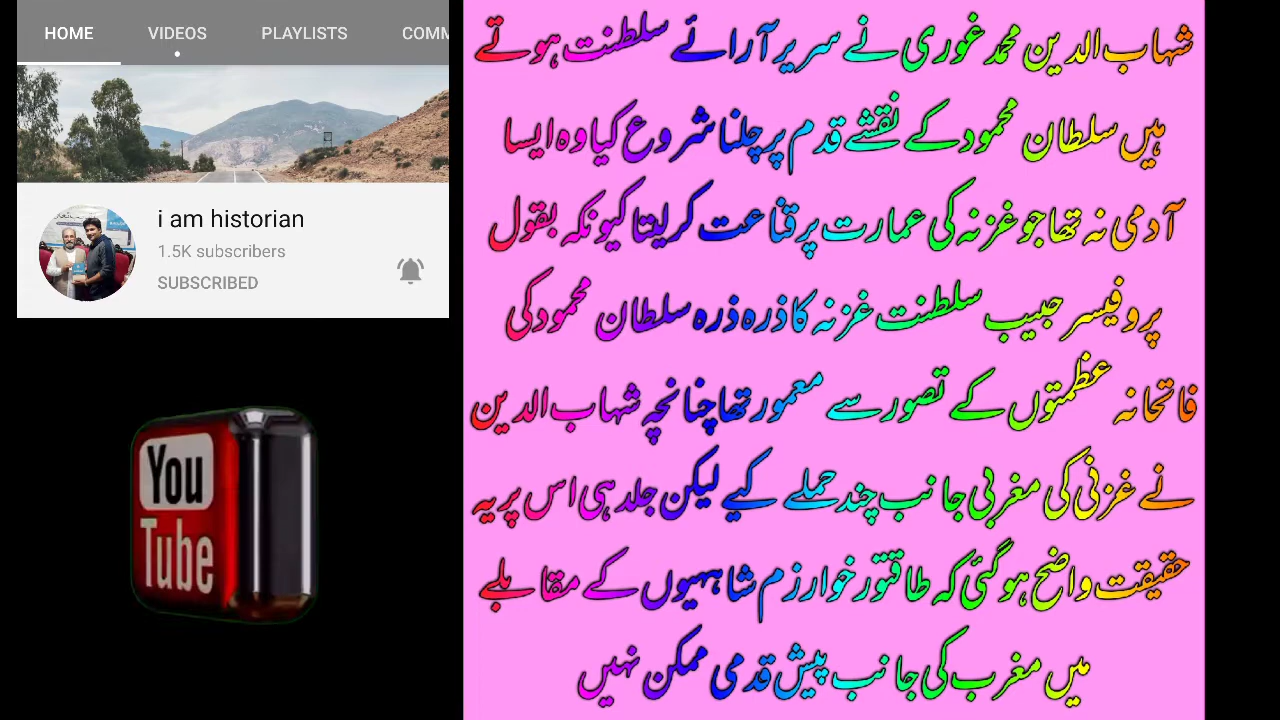 HOME VIDEOS PLAYLISTS COMM
i am historian
1.5K subscribers
SUBSCRIBED
You
Tube
شہاب الدین محمد غوری نے سریر آرائے سلطنت ہوتے
ہیں سلطان محمود کے نقشے قدم پر چلنا شروع کیا وہ ایسا
آدمی نہ تھا جو غزنہ کی عمارت پر قناعت کر لیتا کیونکہ بقول
پروفیسر حبیب سلطنت غزنہ کا ذرہ ذرہ سلطان محمود کی
فاتحانہ عظمتوں کے تصور سے معمور تھا چنانچہ شہاب الدین
نے غزنی کی مغربی جانب چند حملے کیے لیکن جلد ہی اس پر یہ
حقیقت واضح ہو گئی کہ طاقتور خوارزم شاہیوں کے مقابلے
میں مغرب کی جانب پیش قدمی ممکن نہیں